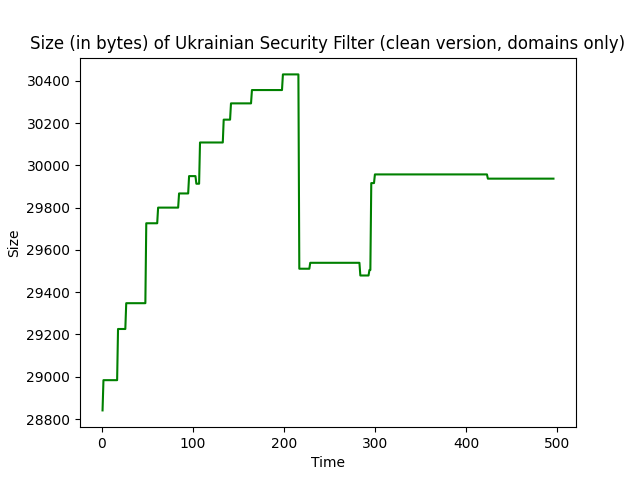 Size (in bytes) of Ukrainian Security Filter (clean version, domains only)
30400
30200
30000
29800
29600
29400
29200
29000
28800
Size
0 100 200 300 400 500
Time